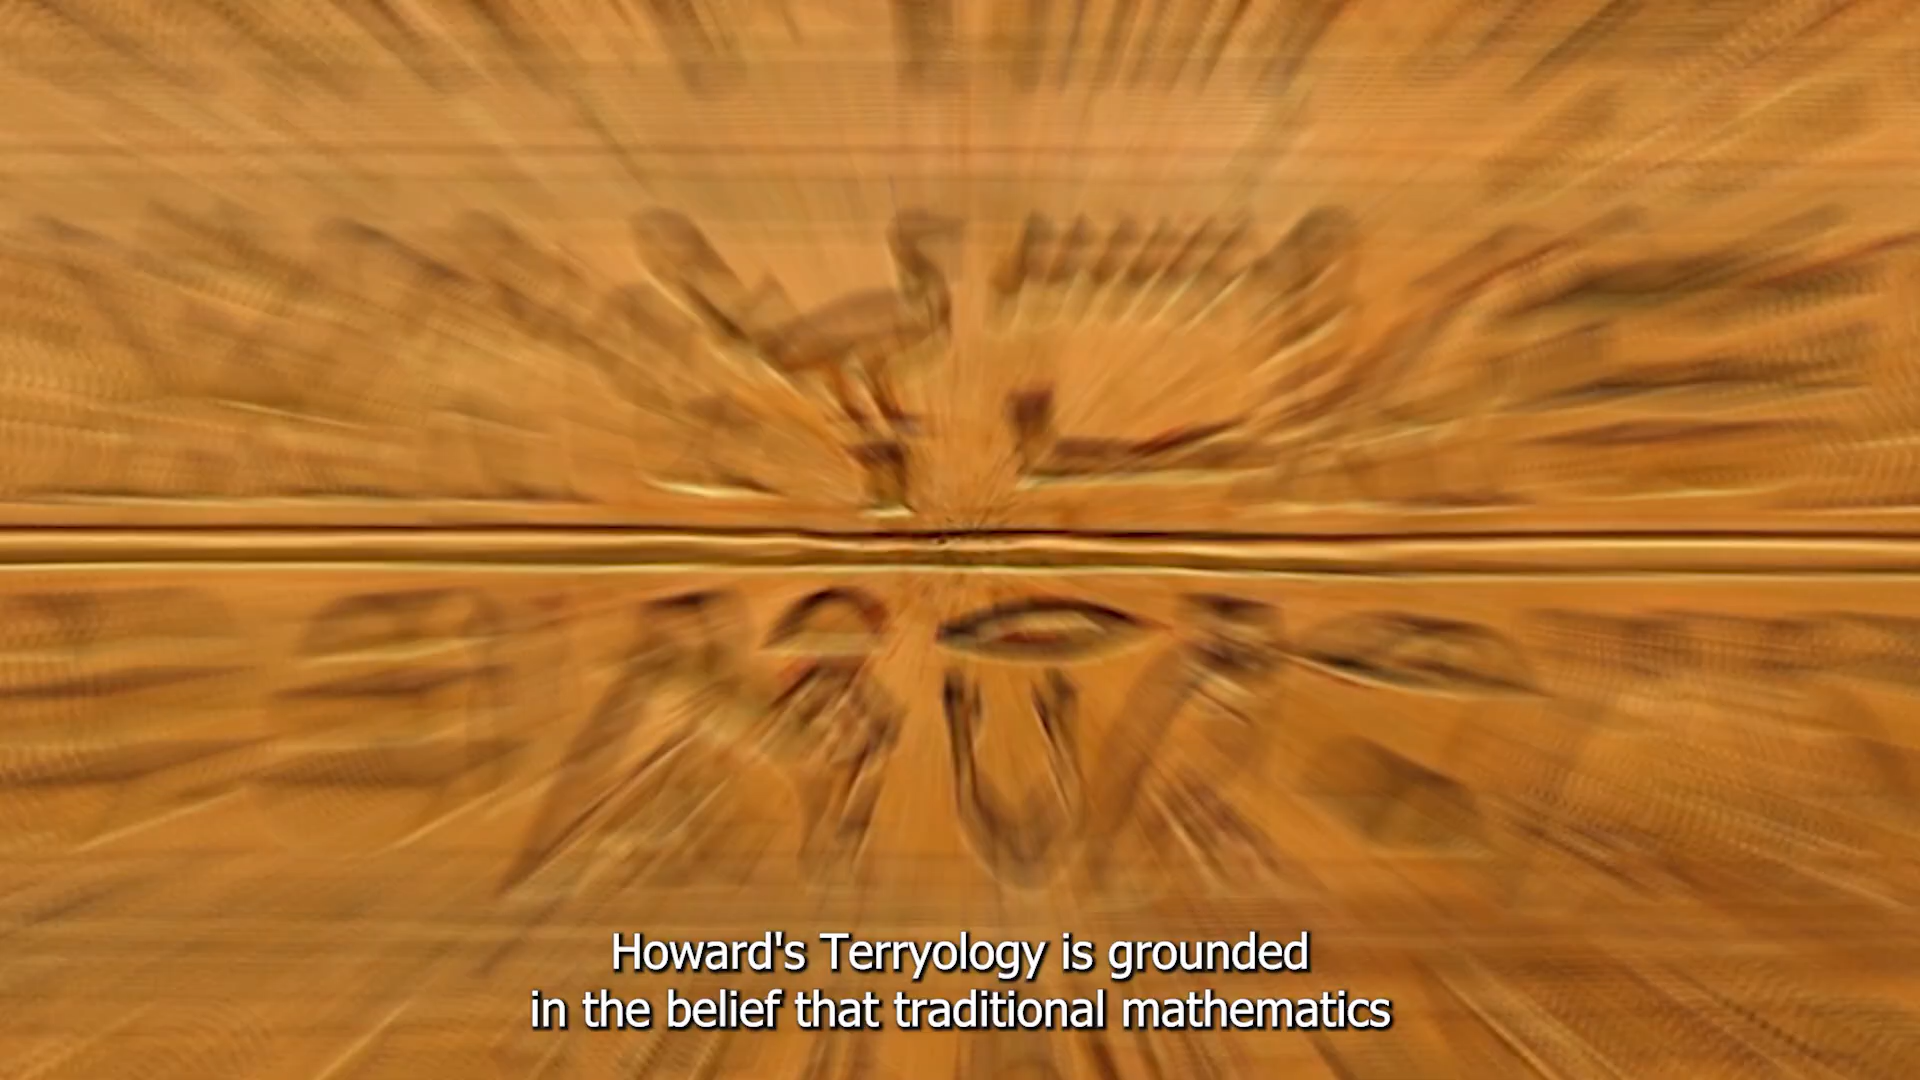 Howard's Terryology is grounded
in the belief that traditional mathematics